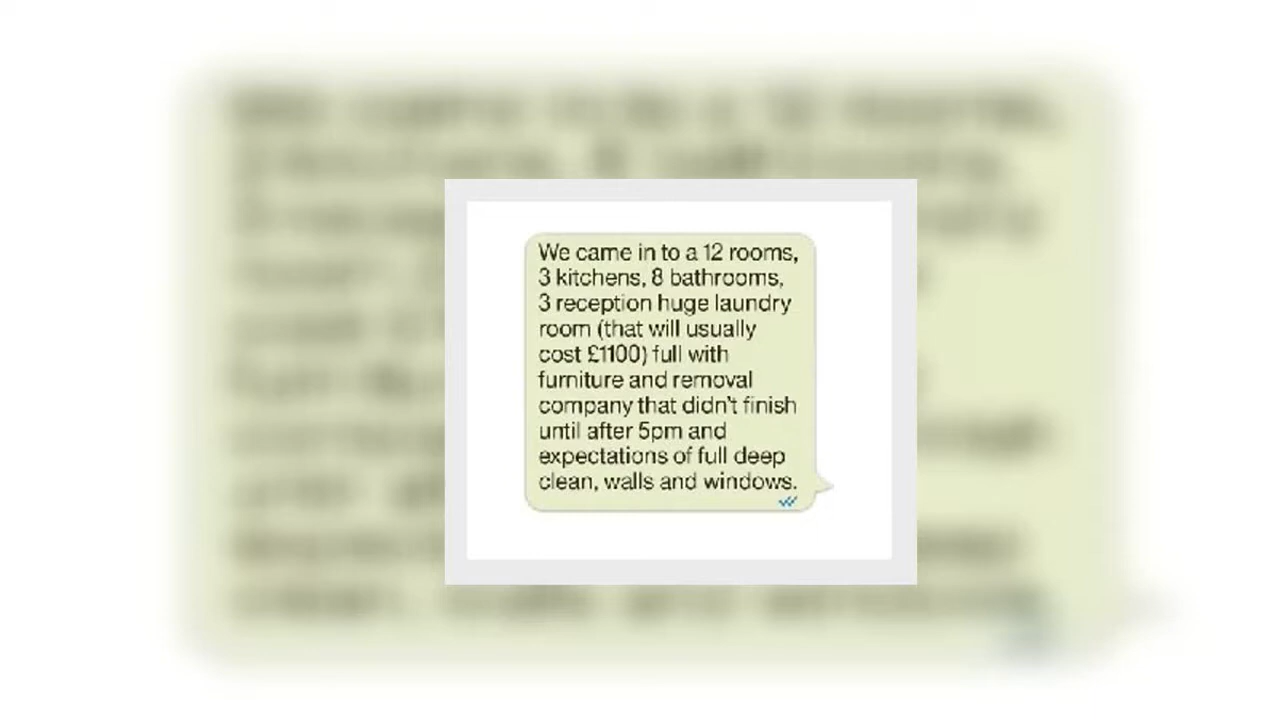 We came in to a 12 rooms,
3 kitchens, 8 bathrooms,
3 reception huge laundry
room (that will usually
cost £1100) full with
furniture and removal
company that didn't finish
until after 5pm and
expectations of full deep
clean, walls and windows.